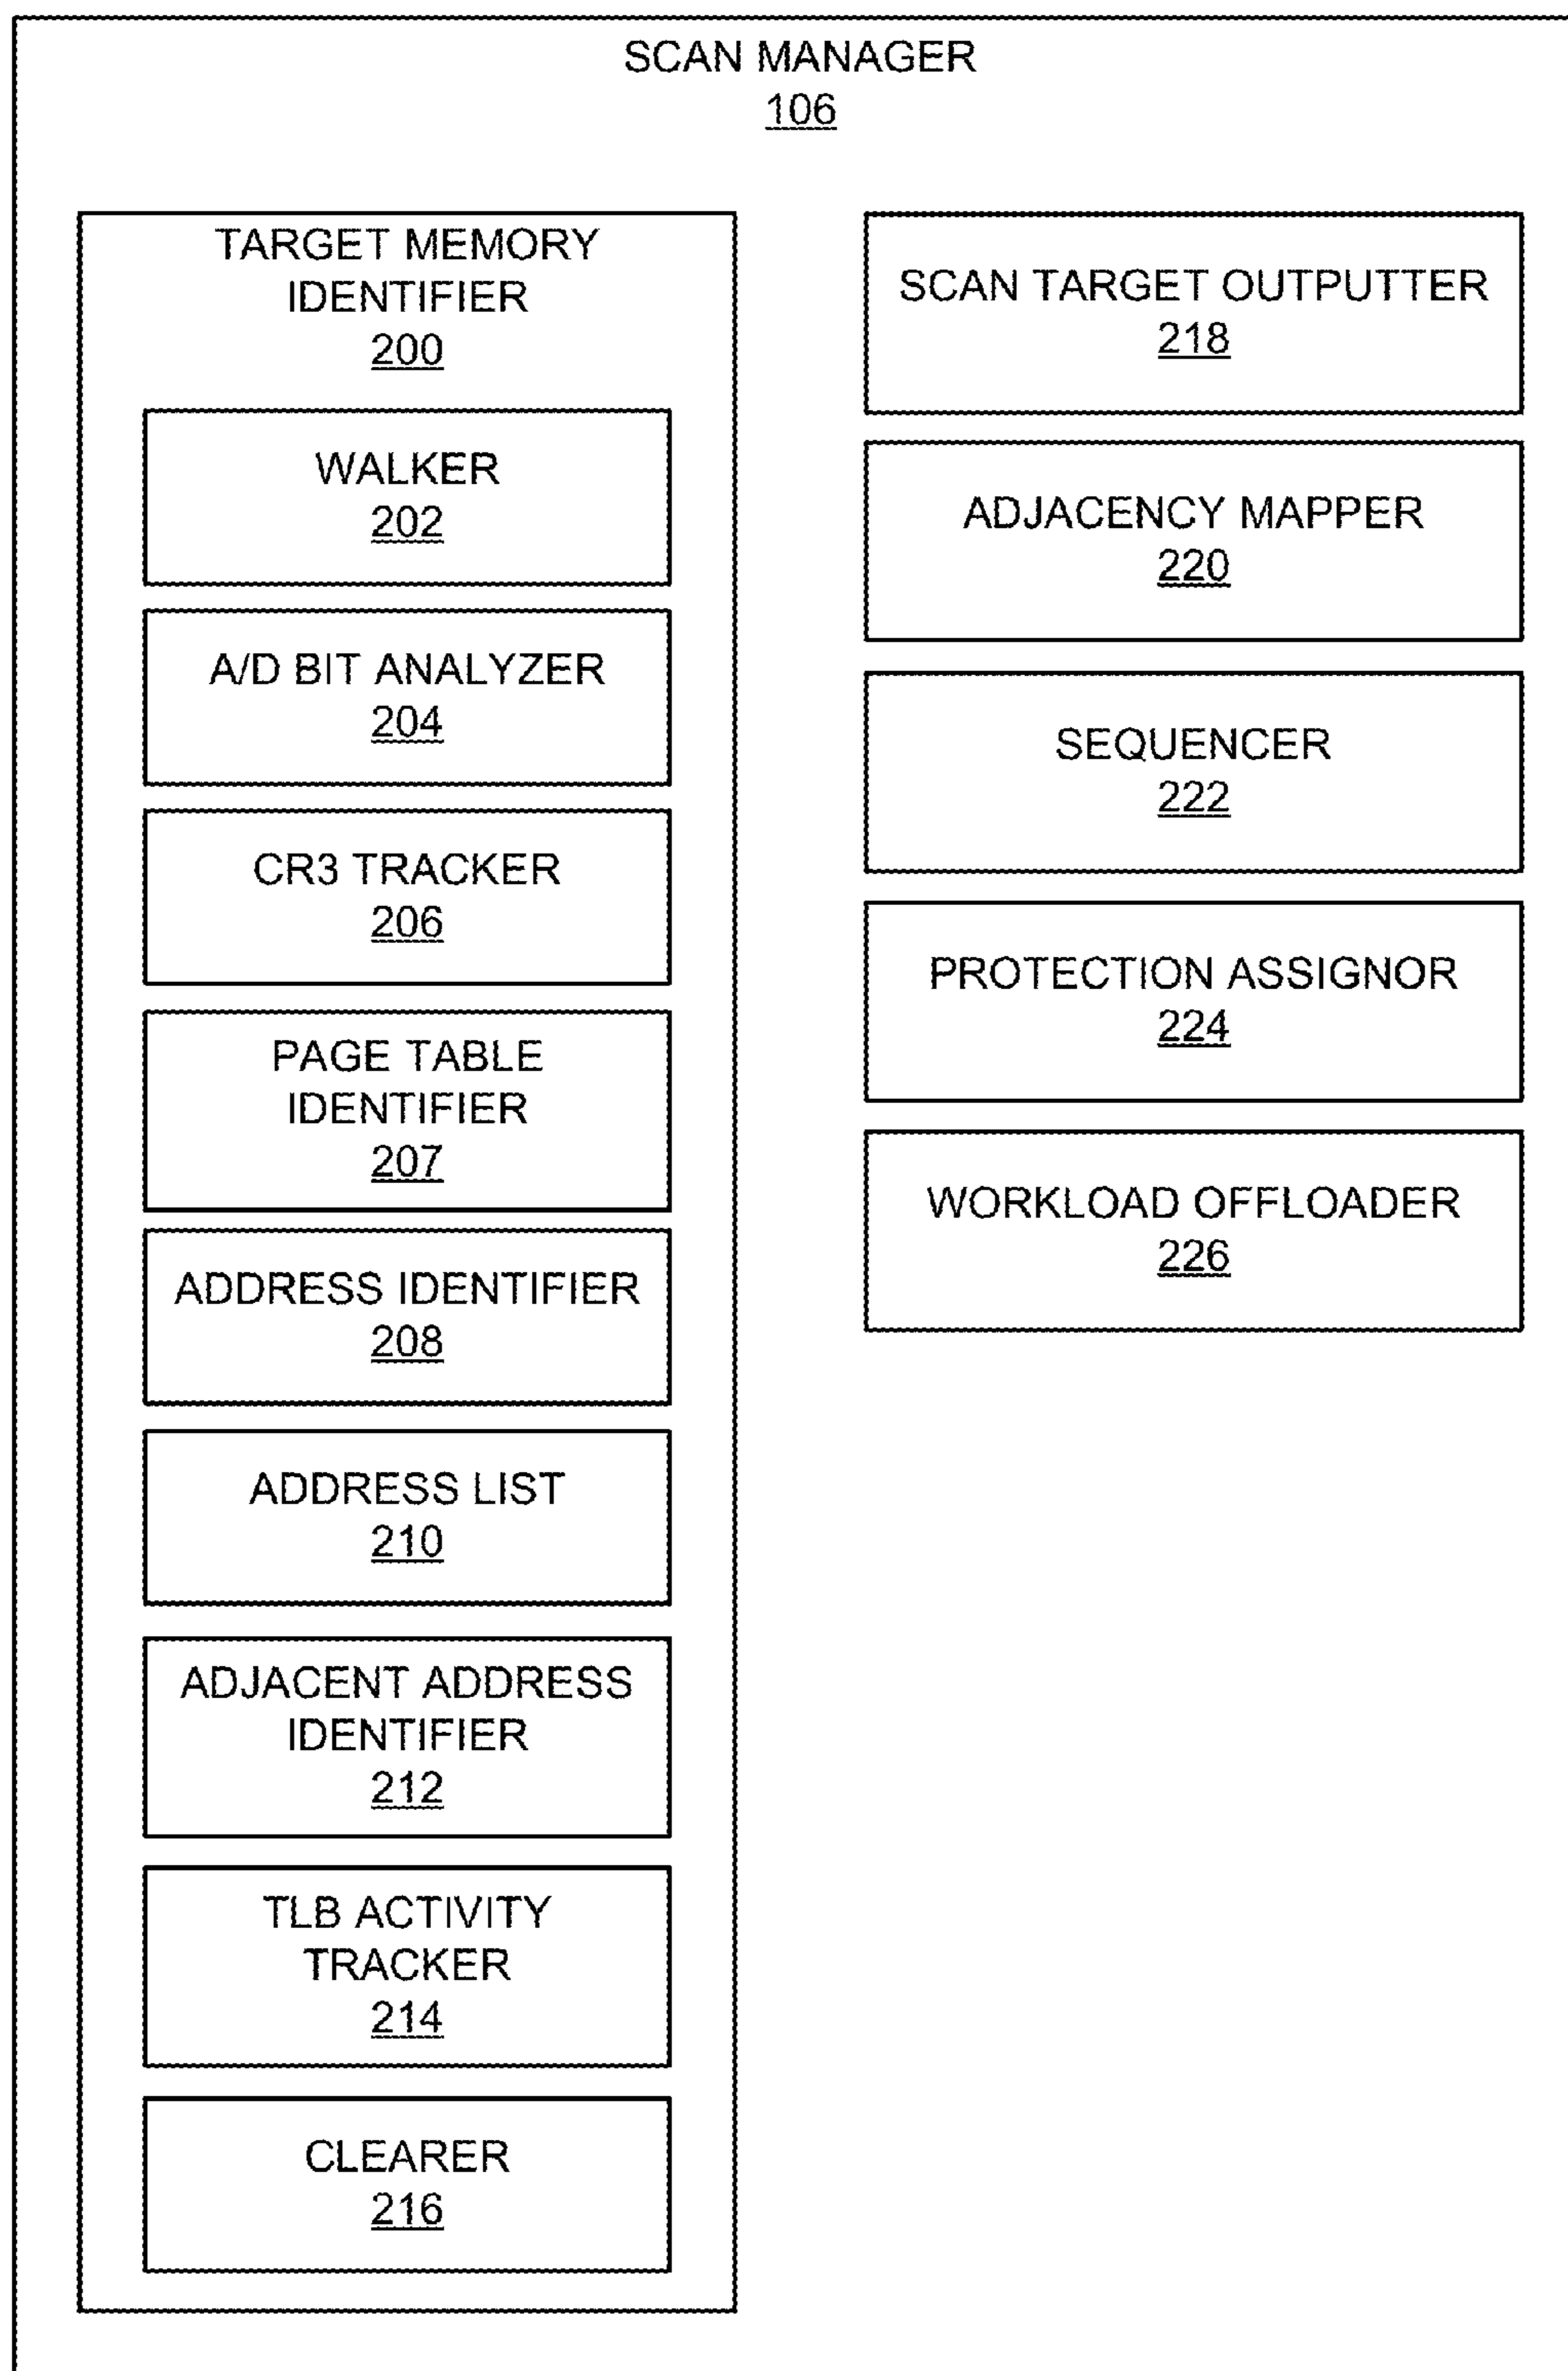 SCAN MANAGER
106
TARGET MEMORY
IDENTIFIER
200
WALKER
202
A/D BIT ANALYZER
204
CR3 TRACKER
206
PAGE TABLE
IDENTIFIER
207
ADDRESS IDENTIFIER
208
ADDRESS LIST
210
ADJACENT ADDRESS
IDENTIFIER
212
TLB ACTIVITY
TRACKER
214
CLEARER
216
SCAN TARGET OUTPUTTER
218
ADJACENCY MAPPER
220
SEQUENCER
222
PROTECTION ASSIGNOR
224
WORKLOAD OFFLOADER
226